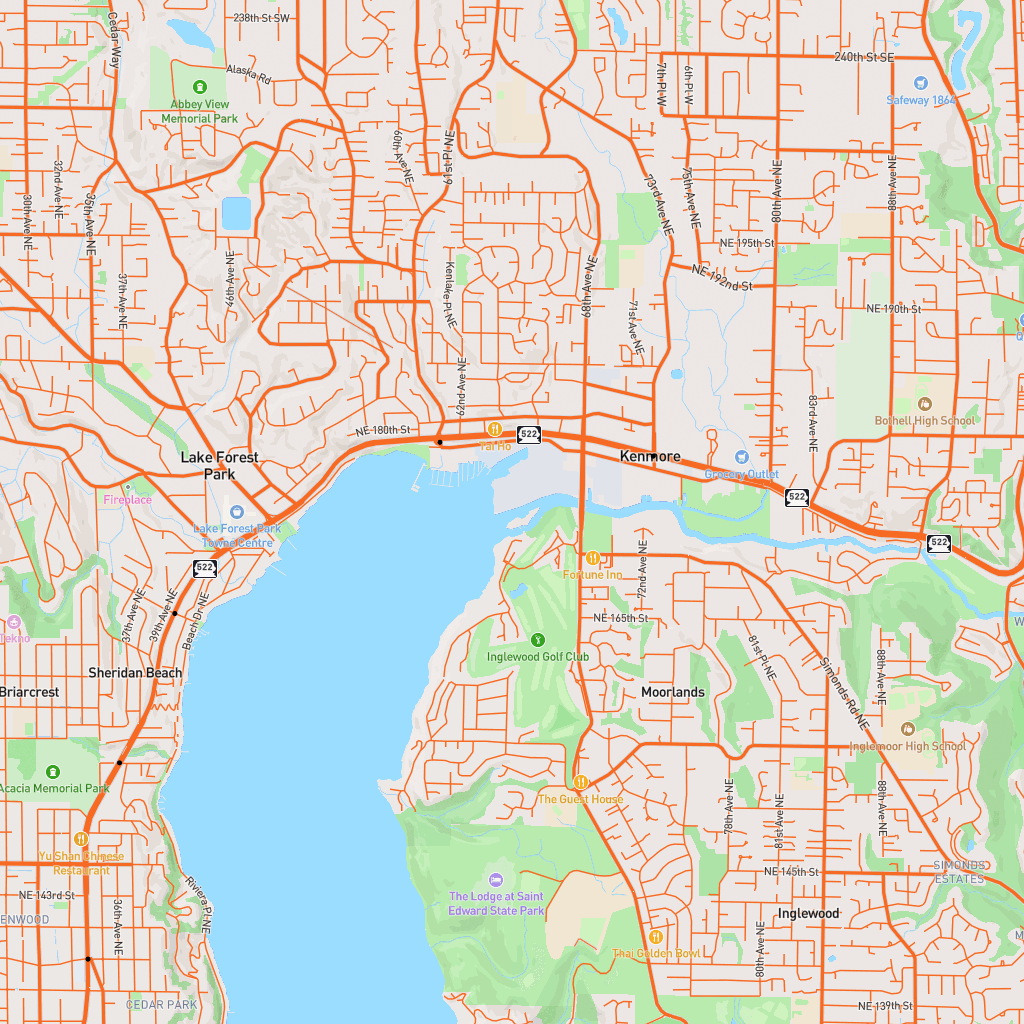 238th St SW
Cedar Way
Alaska Rd
Abbey View
Memorial Park
60th Ave NE
61st Pl NE
7th Pl W
6th Pl W
240th St SE
Safeway 1864
32nd Ave NE
30th Ave NE
35th Ave NE
37th Ave NE
46th Ave NE
Kenlake Pl NE
73rd Ave NE
75th Ave NE
80th Ave NE
88th Ave NE
NE 195th St
NE 192nd St
68th Ave NE
71st Ave NE
NE 190th St
62nd Ave NE
83rd Ave NE
Bothell High School
NE 180th St
Tai Ho
522
Kenmore
Grocery Outlet
522
Lake Forest
Park
Fireplace
Lake Forest Park
Towne Centre
522
522
Fortune Inn
72nd Ave NE
37th Ave NE
39th Ave NE
Beach Dr NE
Tekno
NE 165th St
Inglewood Golf Club
81st Pl NE
88th Ave NE
Simonds Rd NE
Sheridan Beach
Briarcrest
Moorlands
Inglemoor High School
Acacia Memorial Park
The Guest House
78th Ave NE
81st Ave NE
88th Ave NE
Yu Shan Chinese
Restaurant
NE 143rd St
36th Ave NE
Riviera Pl NE
The Lodge at Saint
Edward State Park
NE 145th St
SIMONDS
ESTATES
Inglewood
ENWOOD
Thai Golden Bowl
80th Ave NE
CEDAR PARK
NE 139th St